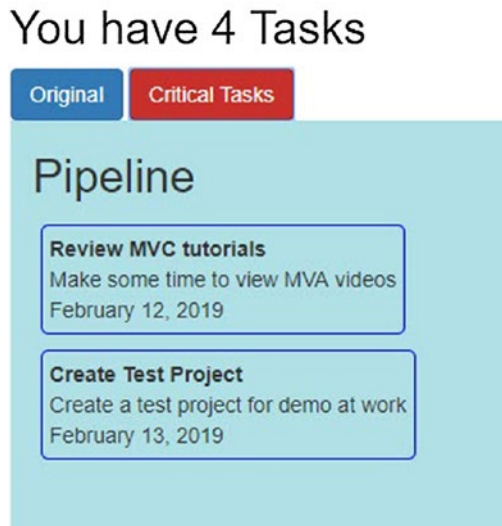 You have 4 Tasks
Original Critical Tasks
Pipeline
Review MVC tutorials
Make some time to view MVA videos
February 12, 2019
Create Test Project
Create a test project for demo at work
February 13, 2019